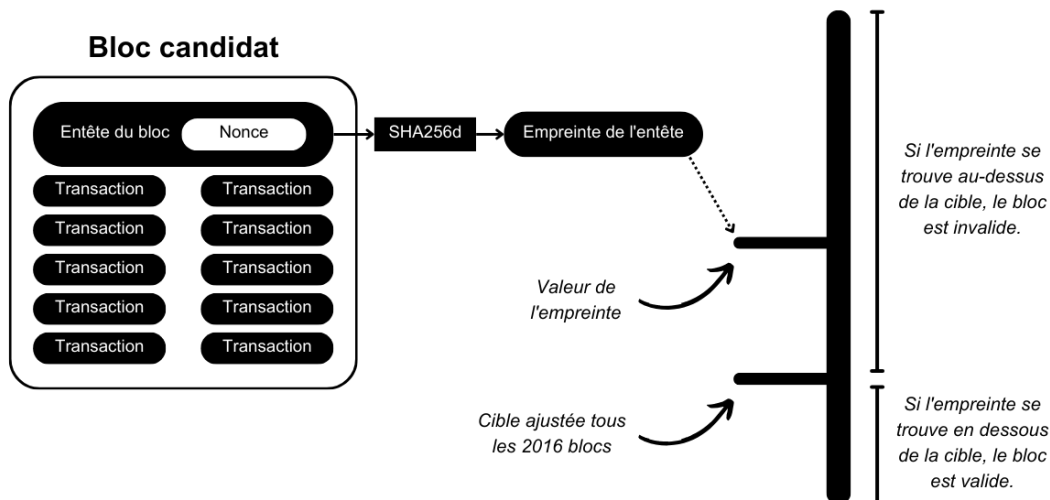 Bloc candidat
Entête du bloc
Nonce
SHA256d
Empreinte de l'entête
Transaction
Transaction
Transaction
Transaction
Transaction
Transaction
Transaction
Transaction
Transaction
Transaction
Valeur de
l'empreinte
Cible ajustée tous
les 2016 blocs
Si l'empreinte se
trouve au-dessus
de la cible, le bloc
est invalide.
Si l'empreinte se
trouve en dessous
de la cible, le bloc
est valide.